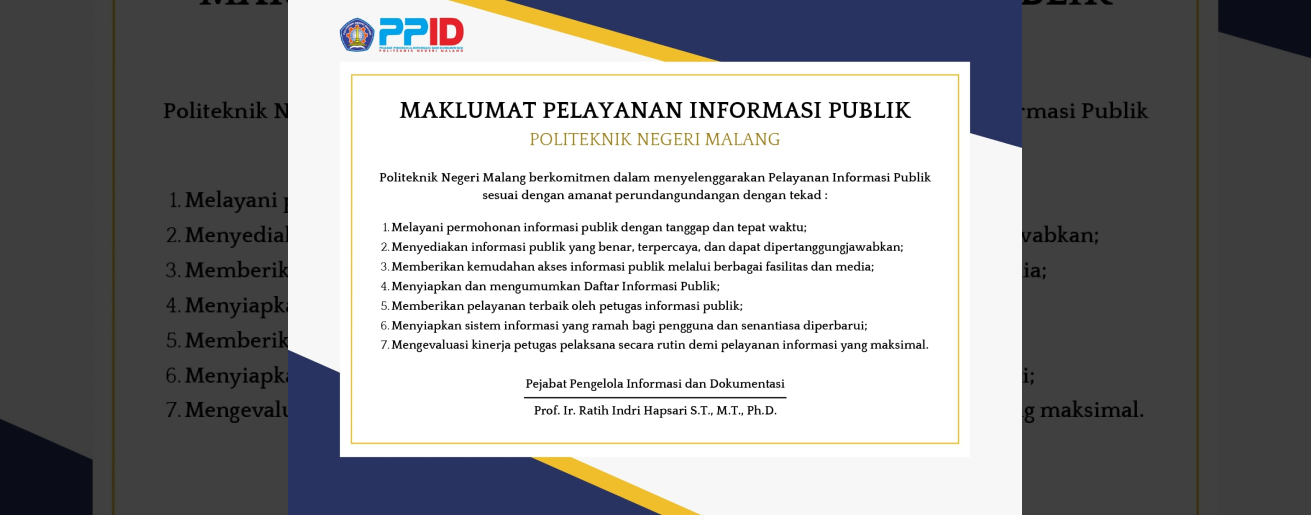 PPID
PEJABAT PENGELOLA INFORMASI DAN DOKUMENTASI
POLITEKNIK NEGERI MALANG
MAKLUMAT PELAYANAN INFORMASI PUBLIK
POLITEKNIK NEGERI MALANG
Politeknik Negeri Malang berkomitmen dalam menyelenggarakan Pelayanan Informasi Publik
sesuai dengan amanat perundangundangan dengan tekad :
1. Melayani permohonan informasi publik dengan tanggap dan tepat waktu;
2. Menyediakan informasi publik yang benar, terpercaya, dan dapat dipertanggungjawabkan;
3. Memberikan kemudahan akses informasi publik melalui berbagai fasilitas dan media;
4. Menyiapkan dan mengumumkan Daftar Informasi Publik;
5. Memberikan pelayanan terbaik oleh petugas informasi publik;
6. Menyiapkan sistem informasi yang ramah bagi pengguna dan senantiasa diperbarui;
7. Mengevaluasi kinerja petugas pelaksana secara rutin demi pelayanan informasi yang maksimal.
Pejabat Pengelola Informasi dan Dokumentasi
Prof. Ir. Ratih Indri Hapsari S.T., M.T., Ph.D.